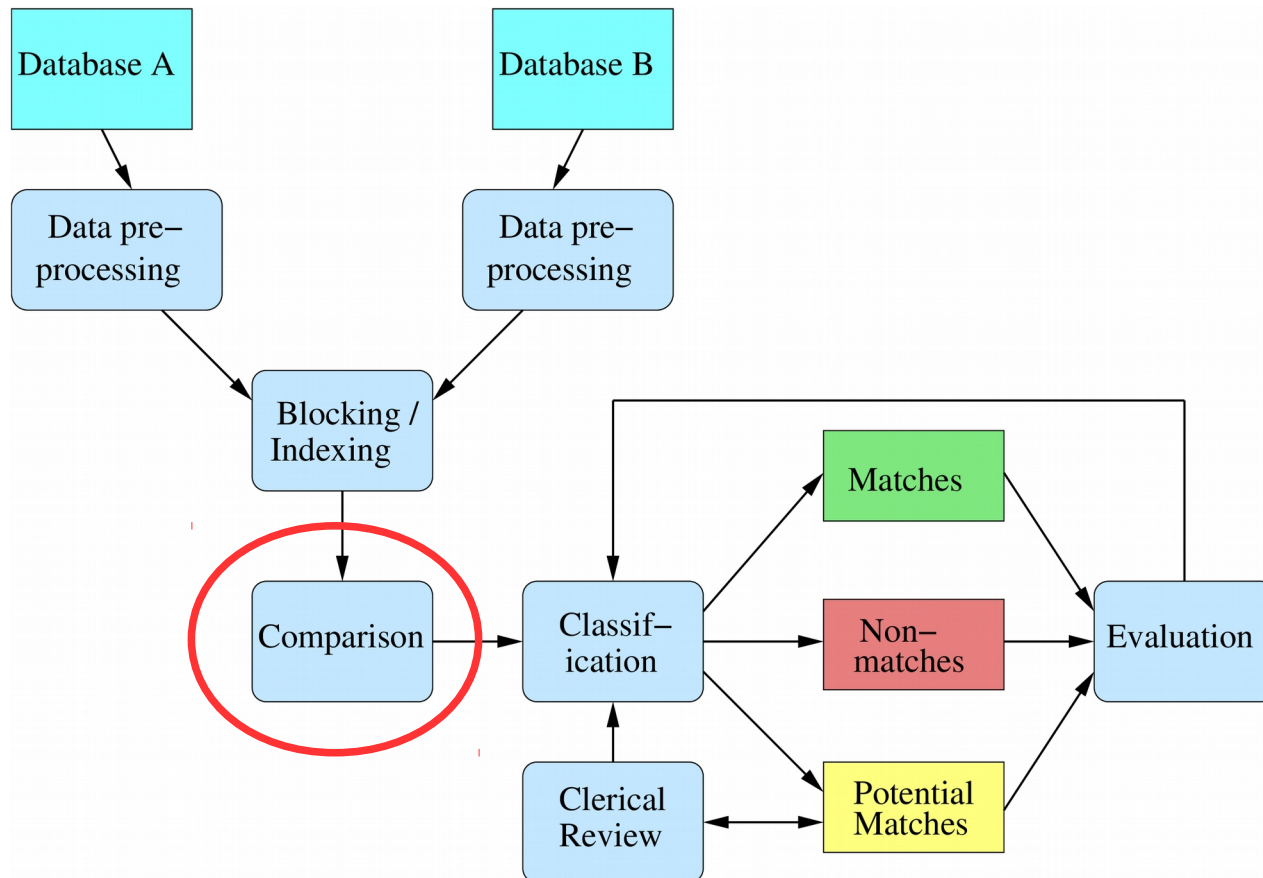 Database A
Database B
Data pre−
processing
Data pre−
processing
Blocking /
Indexing
Comparison
Classif−
ication
Matches
Non−
matches
Evaluation
Clerical
Review
Potential
Matches